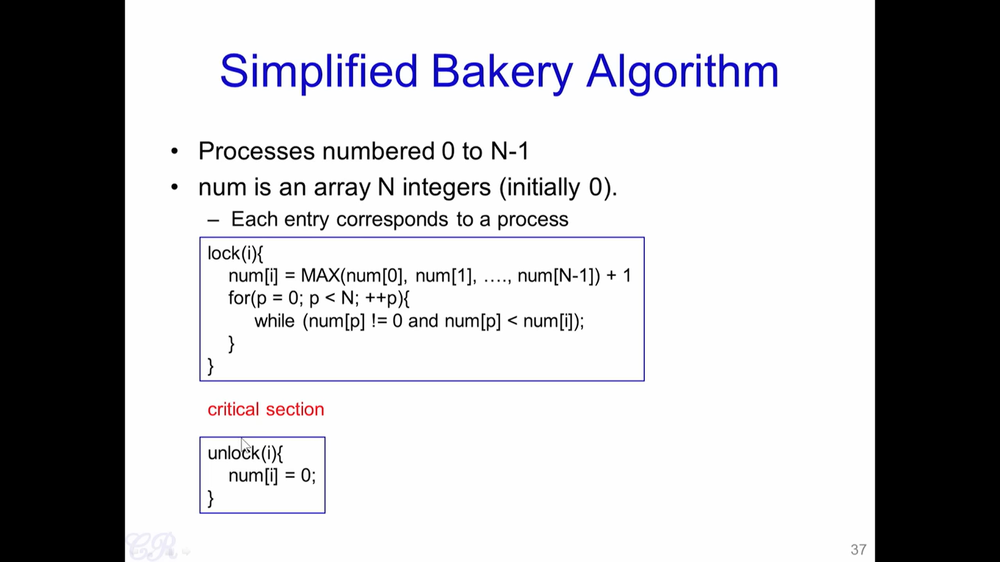 Simplified Bakery Algorithm
• Processes numbered 0 to N-1
• num is an array N integers (initially 0).
– Each entry corresponds to a process
lock(i){
num[i] = MAX(num[0], num[1], …., num[N-1]) + 1
for(p = 0; p < N; ++p){
while (num[p] != 0 and num[p] < num[i]);
}
}
critical section
unlock(i){
num[i] = 0;
}
CR
37